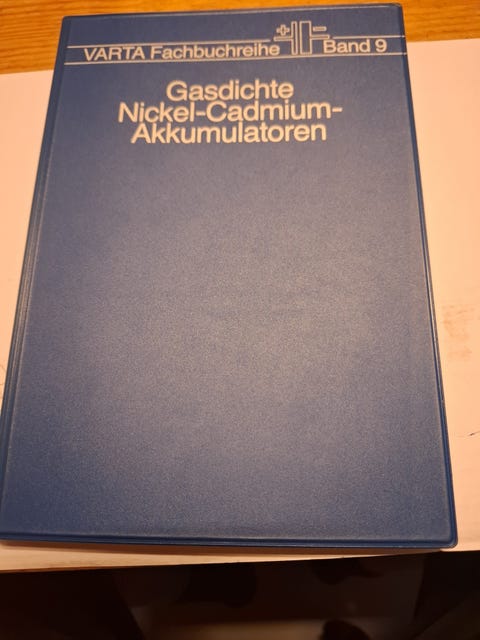 VARTA Fachbuchreihe Band 9
Gasdichte
Nickel-Cadmium-
Akkumulatoren